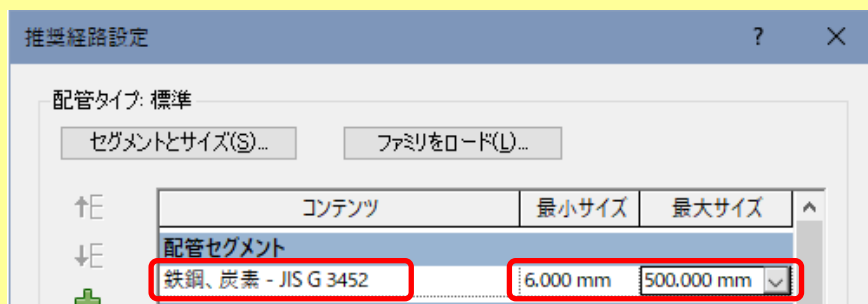 推奨経路設定 ?
配管タイプ: 標準
セグメントとサイズ(S)... ファミリをロード(L)...
コンテンツ 最小サイズ 最大サイズ
配管セグメント
鉄鋼、炭素 - JIS G 3452 6.000 mm 500.000 mm